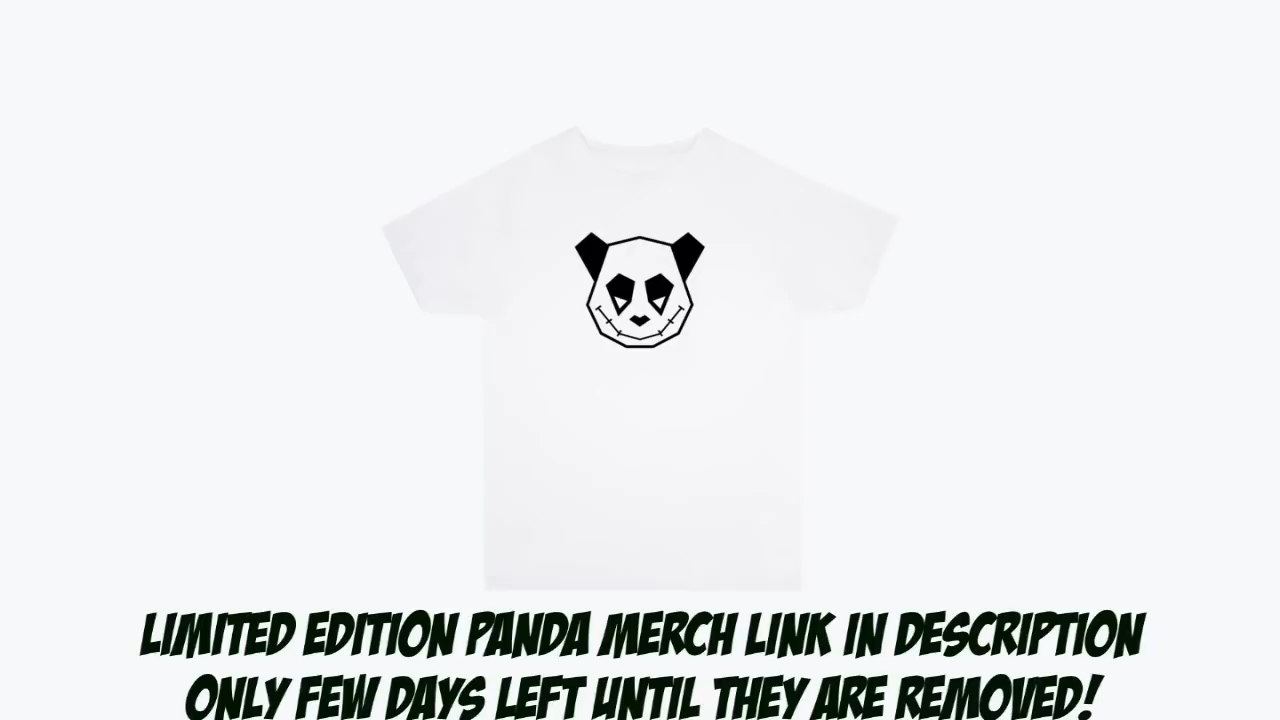 LIMITED EDITION PANDA MERCH LINK IN DESCRIPTION
ONLY FEW DAYS LEFT UNTIL THEY ARE REMOVED!